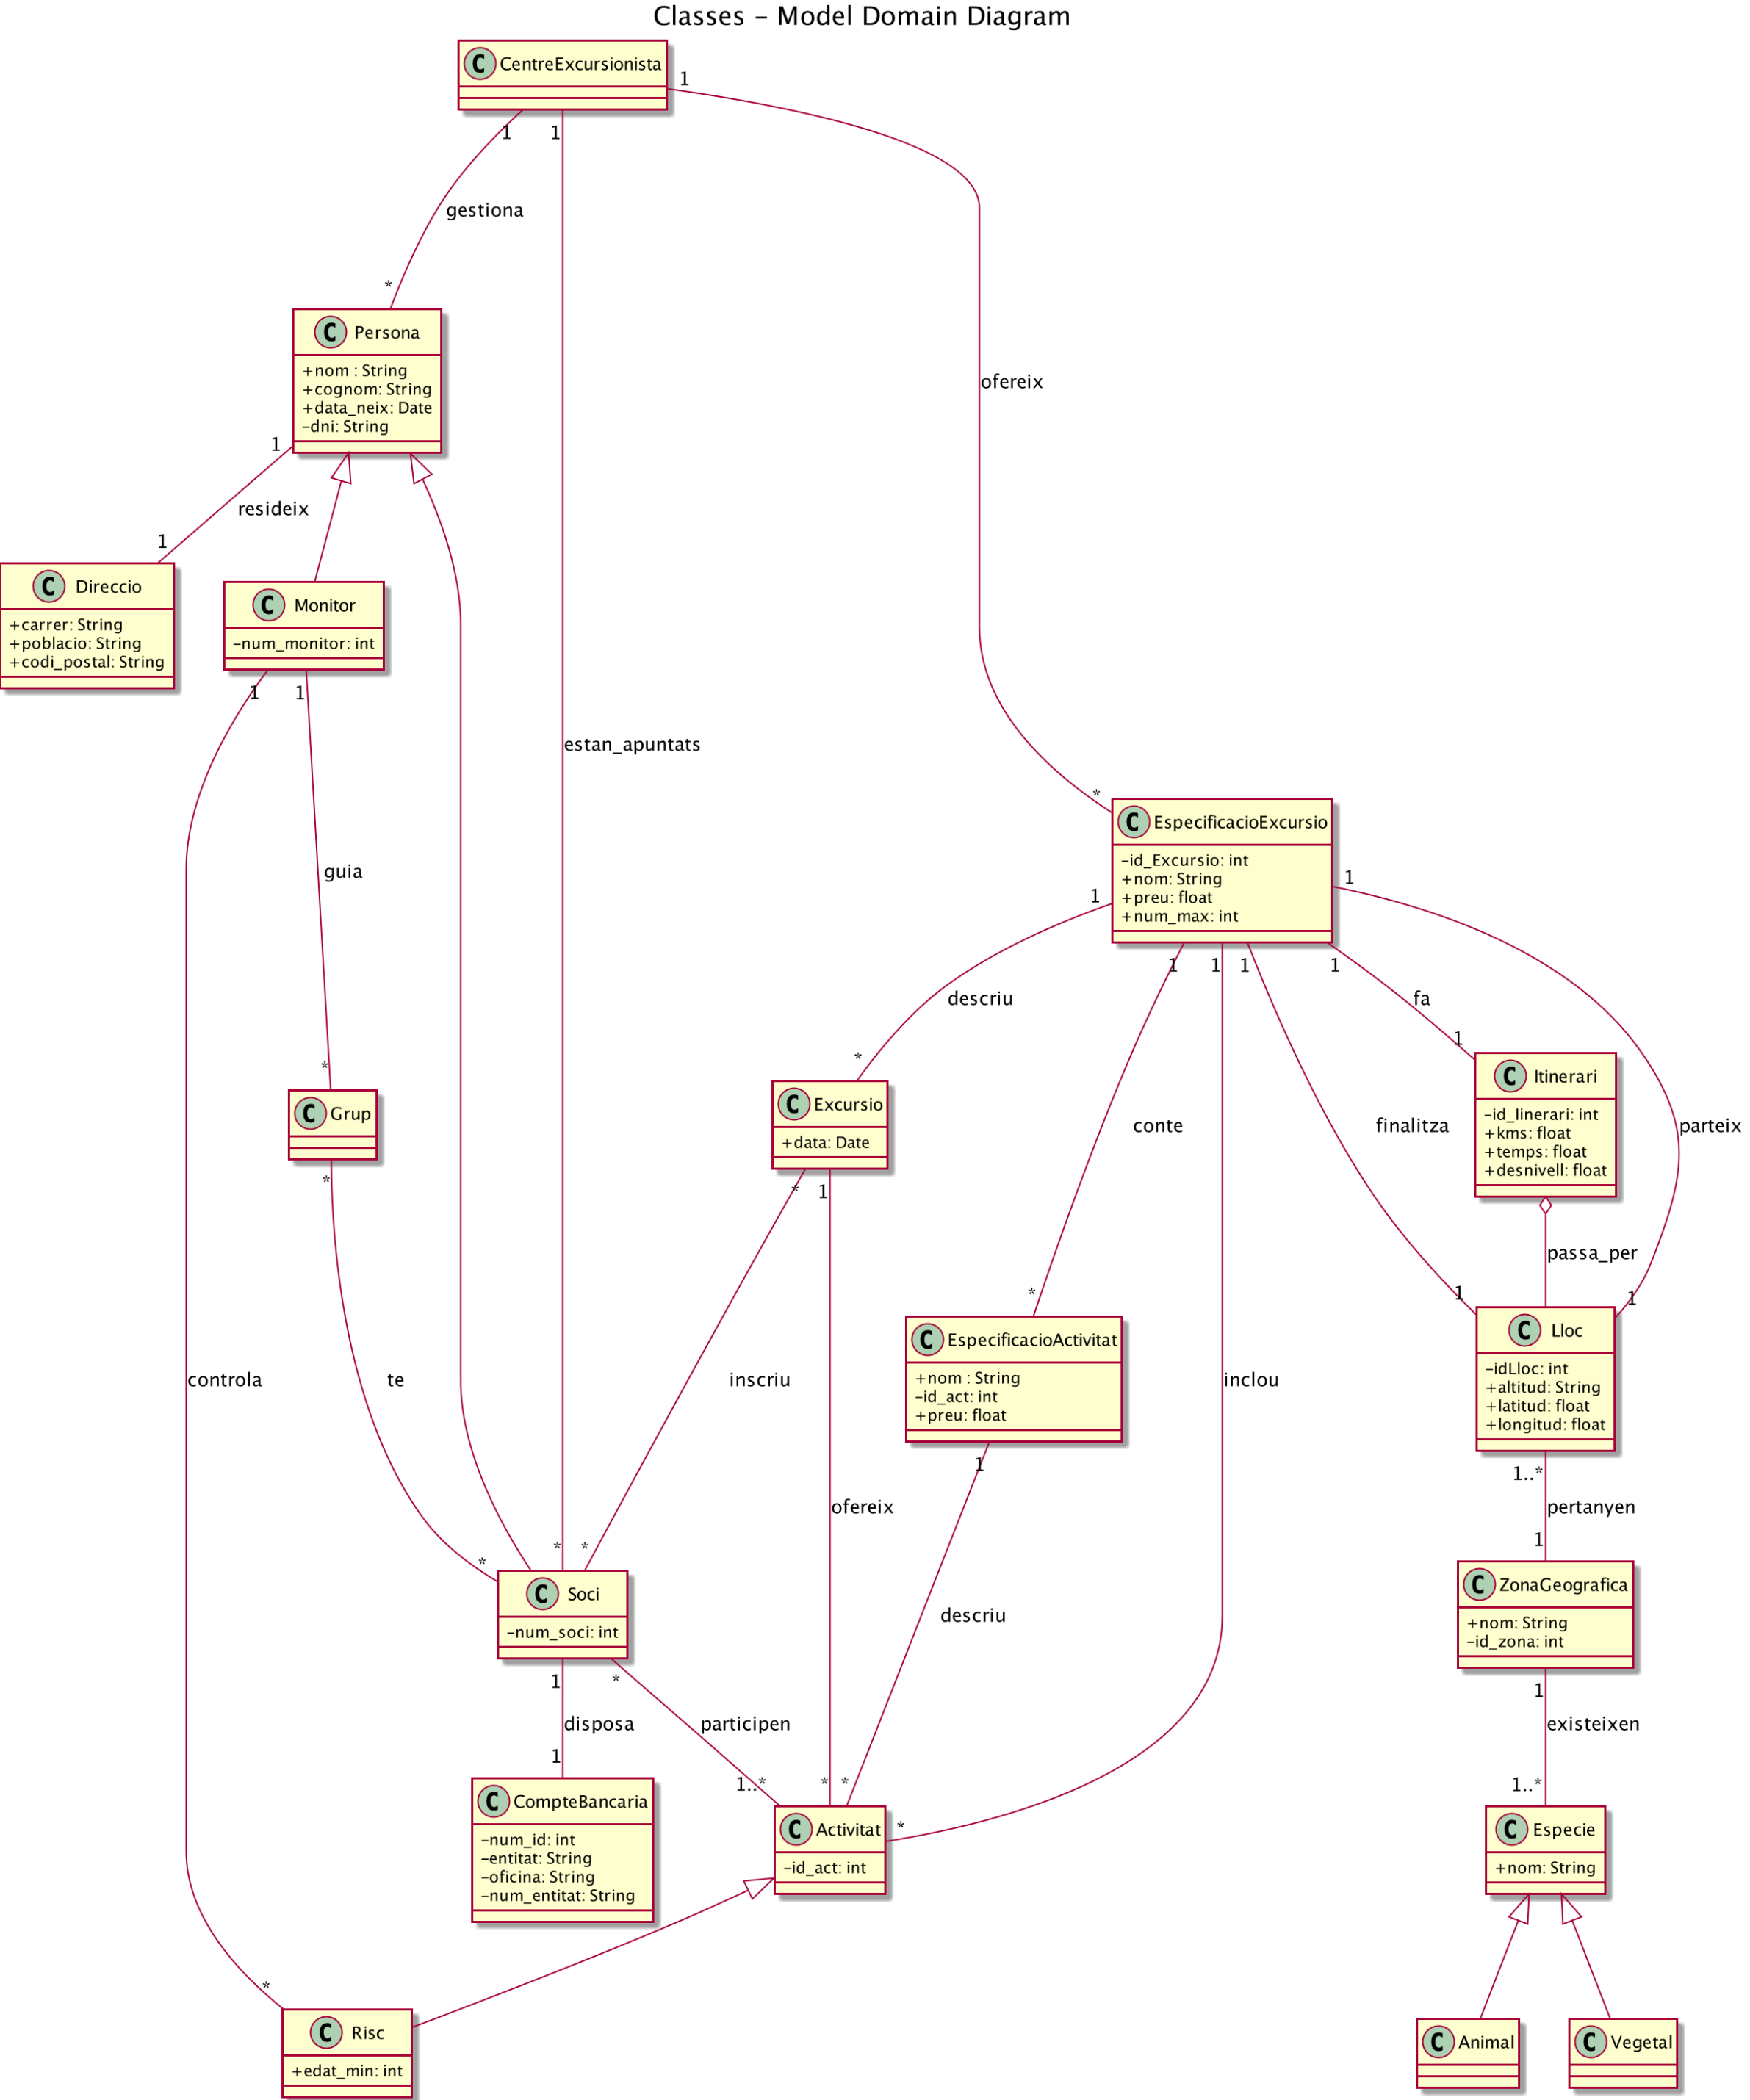 Classes - Model Domain Diagram
C CentreExcursionista
1
1
1
gestiona
*
C Persona
+nom : String
+cognom: String
+data_neix: Date
-dni: String
ofereix
1
resideix
1
C Direccio
+carrer: String
+poblacio: String
+codi_postal: String
C Monitor
-num_monitor: int
1
1
estan_apuntats
*
C EspecificacioExcursio
-id_Excursio: int
+nom: String
+preu: float
+num_max: int
guia
1
1
1
1
1
1
descriu
fa
*
*
1
C Grup
C Excursio
+data: Date
conte
finalitza
C Itinerari
-id_Iinerari: int
+kms: float
+temps: float
+desnivell: float
parteix
*
*
1
passa_per
*
1
1
C EspecificacioActivitat
+nom : String
-id_act: int
+preu: float
C Lloc
-idLloc: int
+altitud: String
+latitud: float
+longitud: float
controla
te
inscriu
inclou
1
1..*
ofereix
pertanyen
*
*
*
1
C Soci
-num_soci: int
descriu
C ZonaGeografica
+nom: String
-id_zona: int
1
*
1
disposa
participen
existeixen
1
1..*
*
*
1..*
C CompteBancaria
-num_id: int
-entitat: String
-oficina: String
-num_entitat: String
C Activitat
-id_act: int
*
C Especie
+nom: String
*
C Risc
+edat_min: int
C Animal
C Vegetal